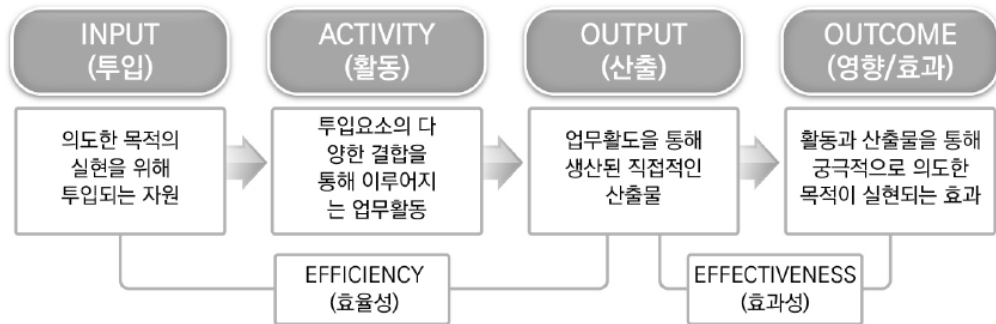 INPUT
(투입)
ACTIVITY
(활동)
OUTPUT
(산출)
OUTCOME
(영향/효과)
의도한 목적의
실현을 위해
투입되는 자원
투입요소의 다
양한 결합을
통해 이루어지
는 업무활동
업무활도을 통해
생산된 직접적인
산출물
활동과 산출물을 통해
궁극적으로 의도한
목적이 실현되는 효과
EFFICIENCY
(효율성)
EFFECTIVENESS
(효과성)